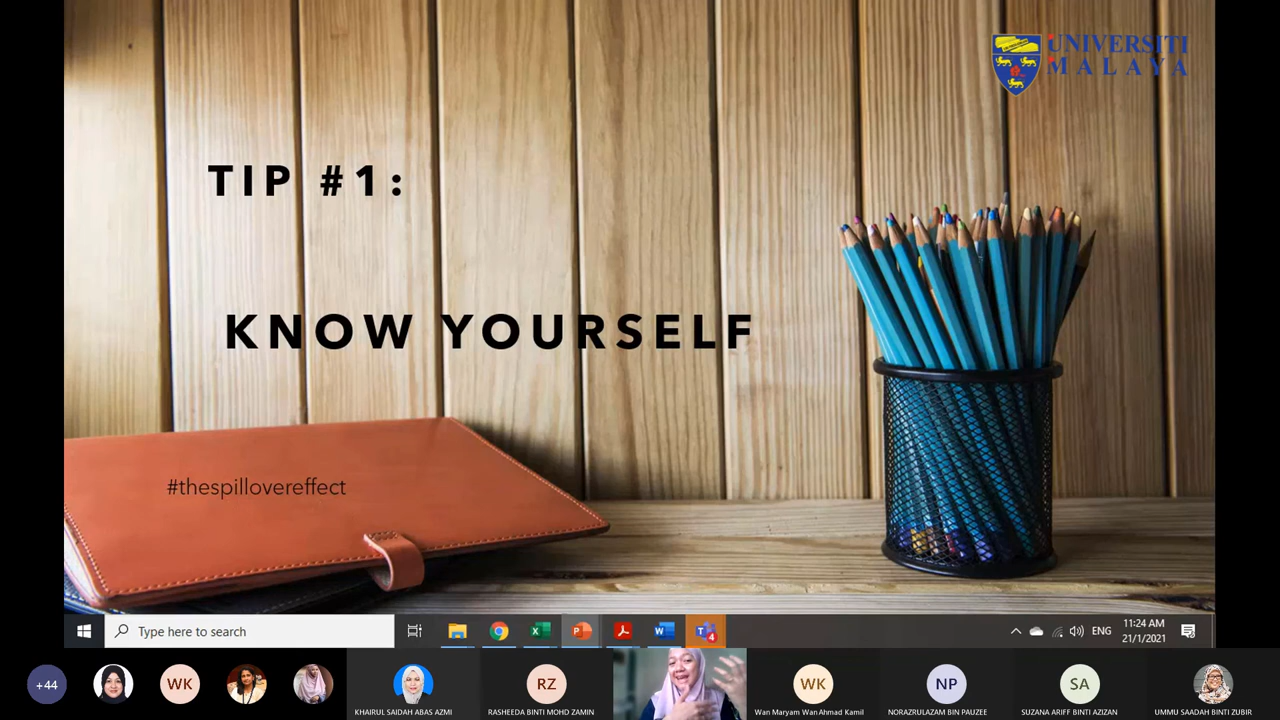 UNIVERSITI
MALAYA
TIP #1:
KNOW YOURSELF
#thespillovereffect
Type here to search
4
ENG
11:24 AM
21/1/2021
+44
WK
RZ
WK
NP
SA
KHAIRUL SAIDAH ABAS AZMI
RASHEEDA BINTI MOHD ZAMIN
Wan Maryam Wan Ahmad Kamil
NORAZRULAZAM BIN PAUZEE
SUZANA ARIFF BINTI AZIZAN
UMMU SAADAH BINTI ZUBIR